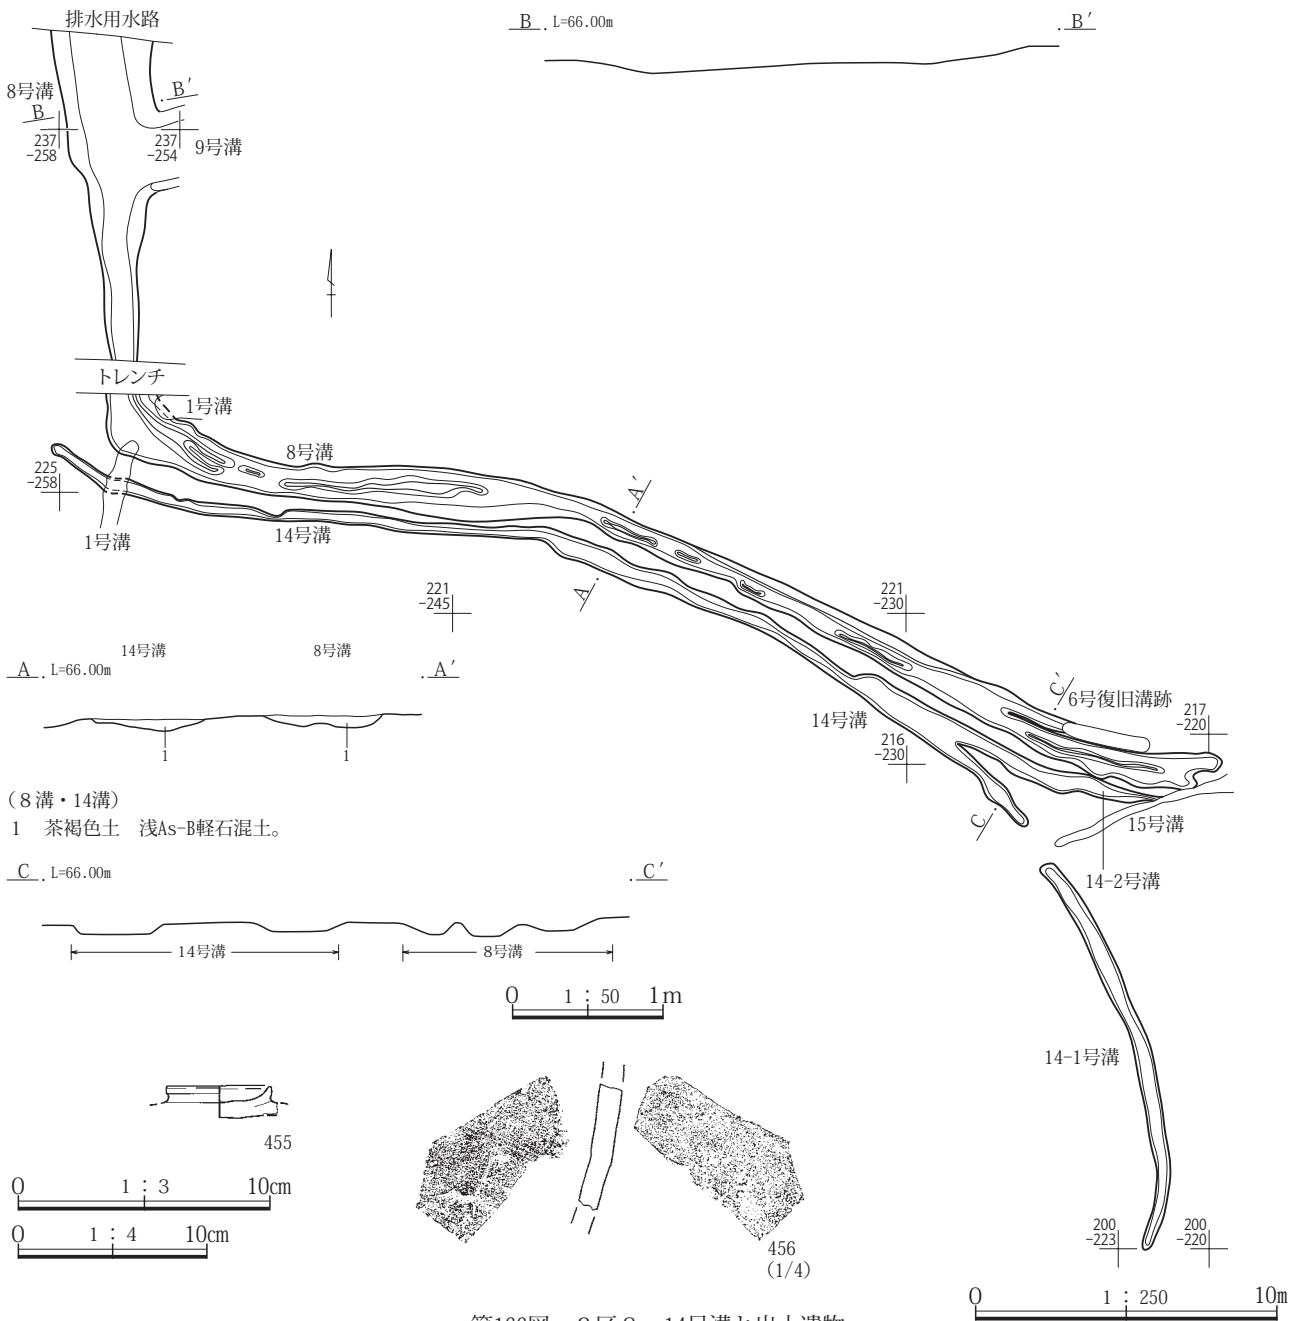 排水用水路
B . L=66.00m
. B′
8号溝
B
. B′
237
-258
237
-254
9号溝
トレンチ
1号溝
8号溝
225
-258
1号溝
14号溝
A′
A .
221
-245
221
-230
14号溝
8号溝
A . L=66.00m
. A′
1
1
(8溝・14溝)
1 茶褐色土 浅As-B軽石混土。
14号溝
216
-230
C′
6号復旧溝跡
217
-220
C
15号溝
14-2号溝
C . L=66.00m
. C′
14号溝
8号溝
0 1 : 50 1m
14-1号溝
455
0 1 : 3 10cm
0 1 : 4 10cm
456
(1/4)
200
-223
200
-220
0 1 : 250 10m